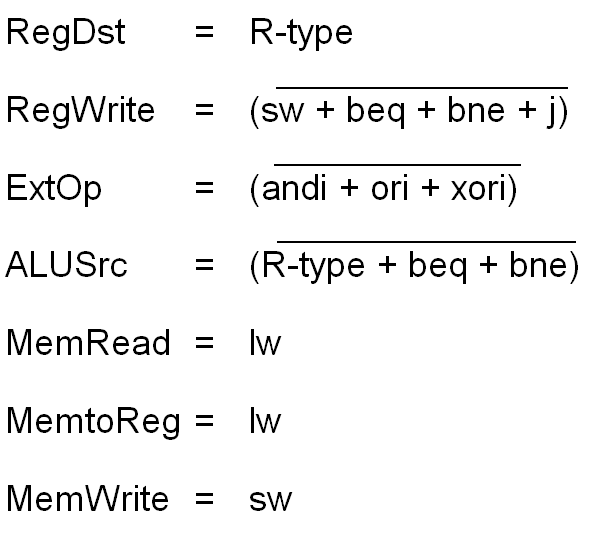 RegDst = R-type
RegWrite = (sw + beq + bne + j)
ExtOp = (andi + ori + xori)
ALUSrc = (R-type + beq + bne)
MemRead = lw
MemtoReg = lw
MemWrite = sw